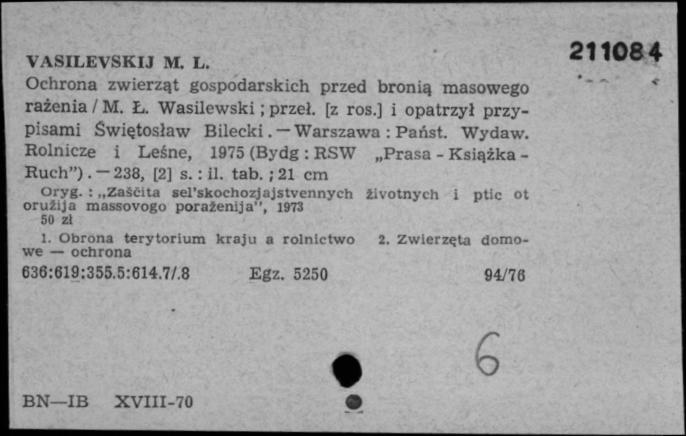 211084
VASILEVSKIJ M. L.
Ochrona zwierząt gospodarskich przed bronią masowego
rażenia / M. Ł. Wasilewski ; przeł. [z ros.] i opatrzył przy-
pisami Świętosław Bilecki. — Warszawa : Państ. Wydaw.
Rolnicze i Leśne, 1975 (Bydg : RSW „Prasa - Książka -
Ruch”). — 238, [2] s. : il. tab. ; 21 cm
Oryg. : „Zaščita sel'skochozjajstvennych životnych i ptic ot
oružija massovogo poraženija”, 1973
50 zł
1. Obrona terytorium kraju a rolnictwo 2. Zwierzęta domo-
we — ochrona
636:619:355.5:614.7/.8 Egz. 5250 94/76
6
BN—IB XVIII-70